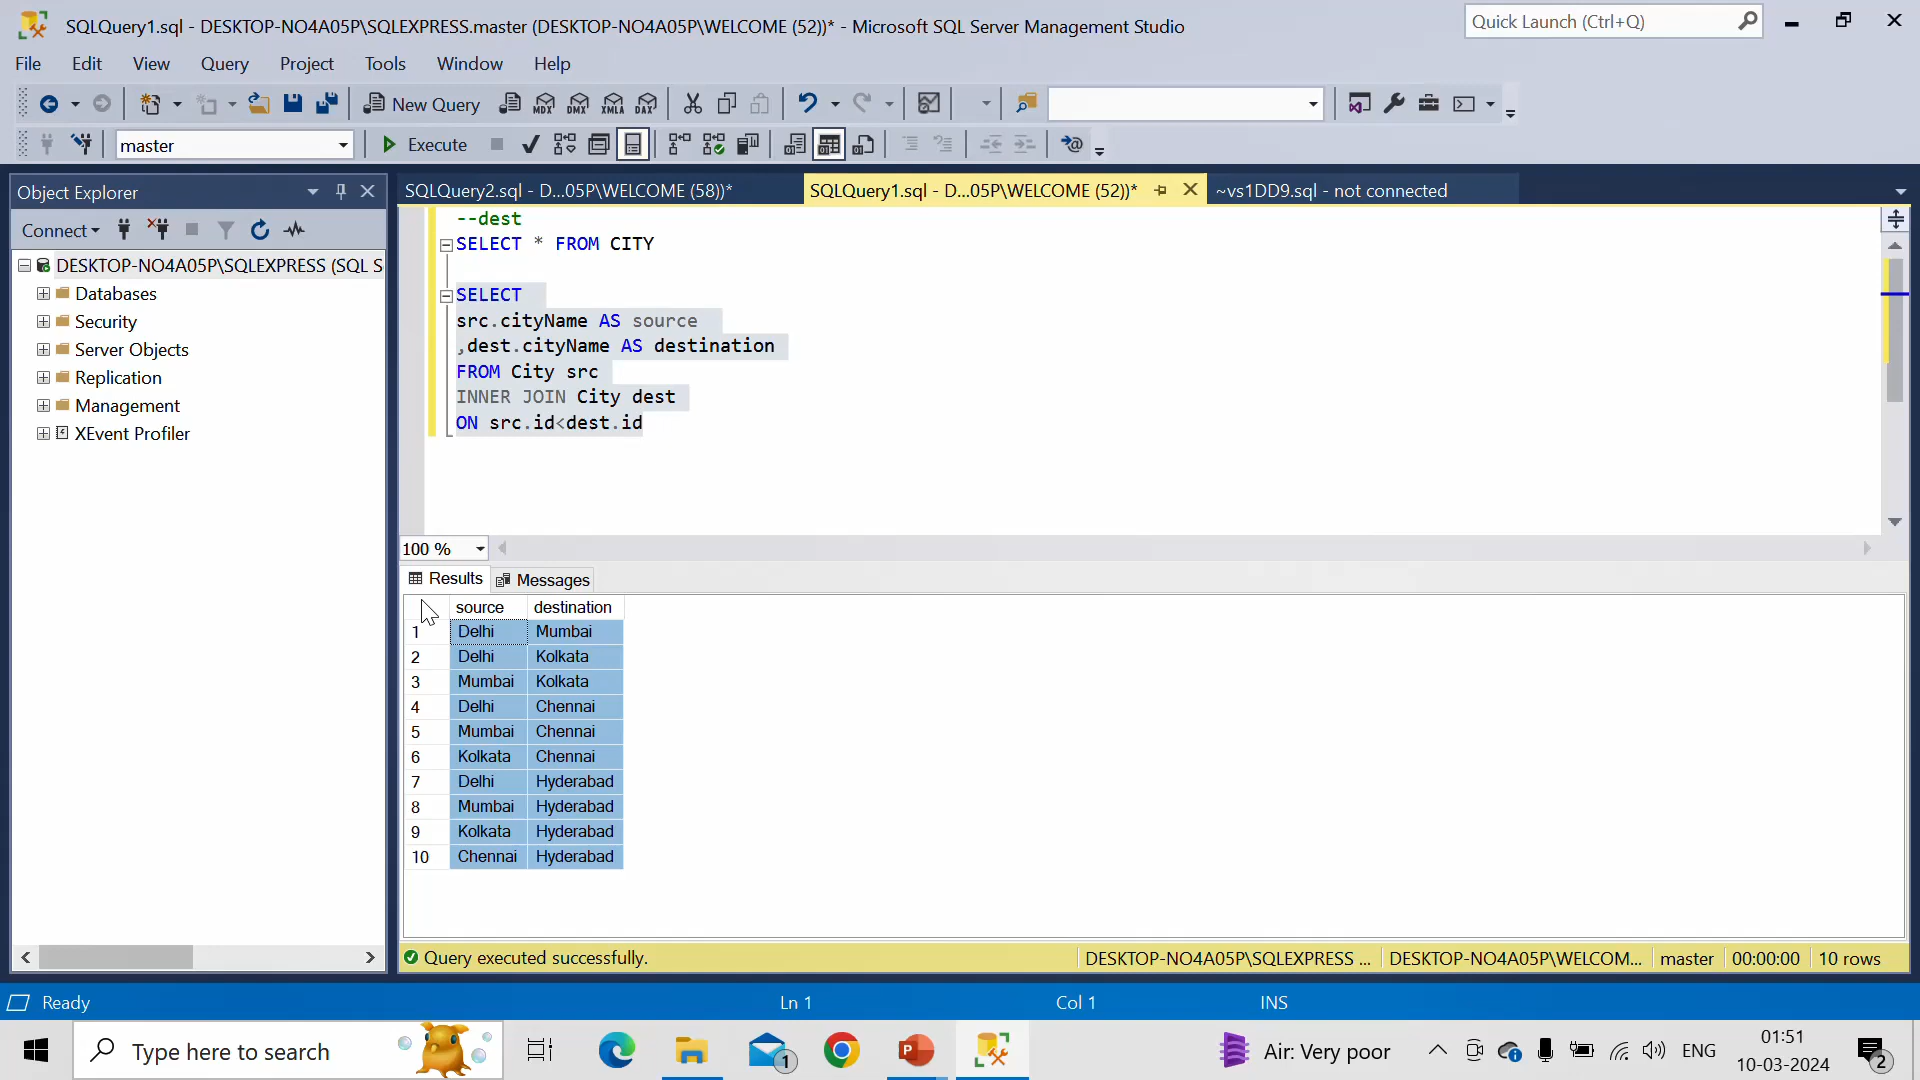 SQLQuery1.sql - DESKTOP-NO4A05P\SQLEXPRESS.master (DESKTOP-NO4A05P\WELCOME (52))* - Microsoft SQL Server Management Studio
Quick Launch (Ctrl+Q)
File Edit View Query Project Tools Window Help
New Query MDX DMX XMLA DAX
master Execute
Object Explorer
SQLQuery2.sql - D...05P\WELCOME (58))* SQLQuery1.sql - D...05P\WELCOME (52))* ~vs1DD9.sql - not connected
Connect
DESKTOP-NO4A05P\SQLEXPRESS (SQL S
Databases
Security
Server Objects
Replication
Management
XEvent Profiler
--dest
SELECT * FROM CITY
SELECT
src.cityName AS source
,dest.cityName AS destination
FROM City src
INNER JOIN City dest
ON src.id<dest.id
100 %
Results Messages
source destination
1 Delhi Mumbai
2 Delhi Kolkata
3 Mumbai Kolkata
4 Delhi Chennai
5 Mumbai Chennai
6 Kolkata Chennai
7 Delhi Hyderabad
8 Mumbai Hyderabad
9 Kolkata Hyderabad
10 Chennai Hyderabad
Query executed successfully. DESKTOP-NO4A05P\SQLEXPRESS ... DESKTOP-NO4A05P\WELCOM... master 00:00:00 10 rows
Ready Ln 1 Col 1 INS
Type here to search 1 Air: Very poor ENG 01:51
10-03-2024 2